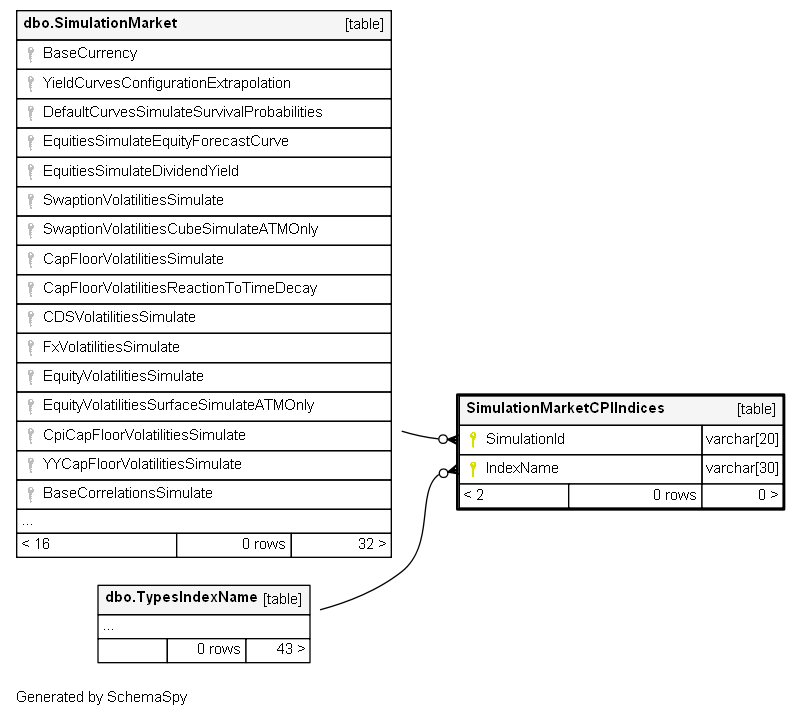 dbo.SimulationMarket [table]
BaseCurrency
YieldCurvesConfigurationExtrapolation
DefaultCurvesSimulateSurvivalProbabilities
EquitiesSimulateEquityForecastCurve
EquitiesSimulateDividendYield
SwaptionVolatilitiesSimulate
SwaptionVolatilitiesCubeSimulateATMOnly
CapFloorVolatilitiesSimulate
CapFloorVolatilitiesReactionToTimeDecay
CDSVolatilitiesSimulate
FxVolatilitiesSimulate
EquityVolatilitiesSimulate
EquityVolatilitiesSurfaceSimulateATMOnly
CpiCapFloorVolatilitiesSimulate
YYCapFloorVolatilitiesSimulate
BaseCorrelationsSimulate
...
< 16 0 rows 32 >
SimulationMarketCPIIndices [table]
SimulationId varchar[20]
IndexName varchar[30]
< 2 0 rows 0 >
dbo.TypesIndexName [table]
...
0 rows 43 >
Generated by SchemaSpy